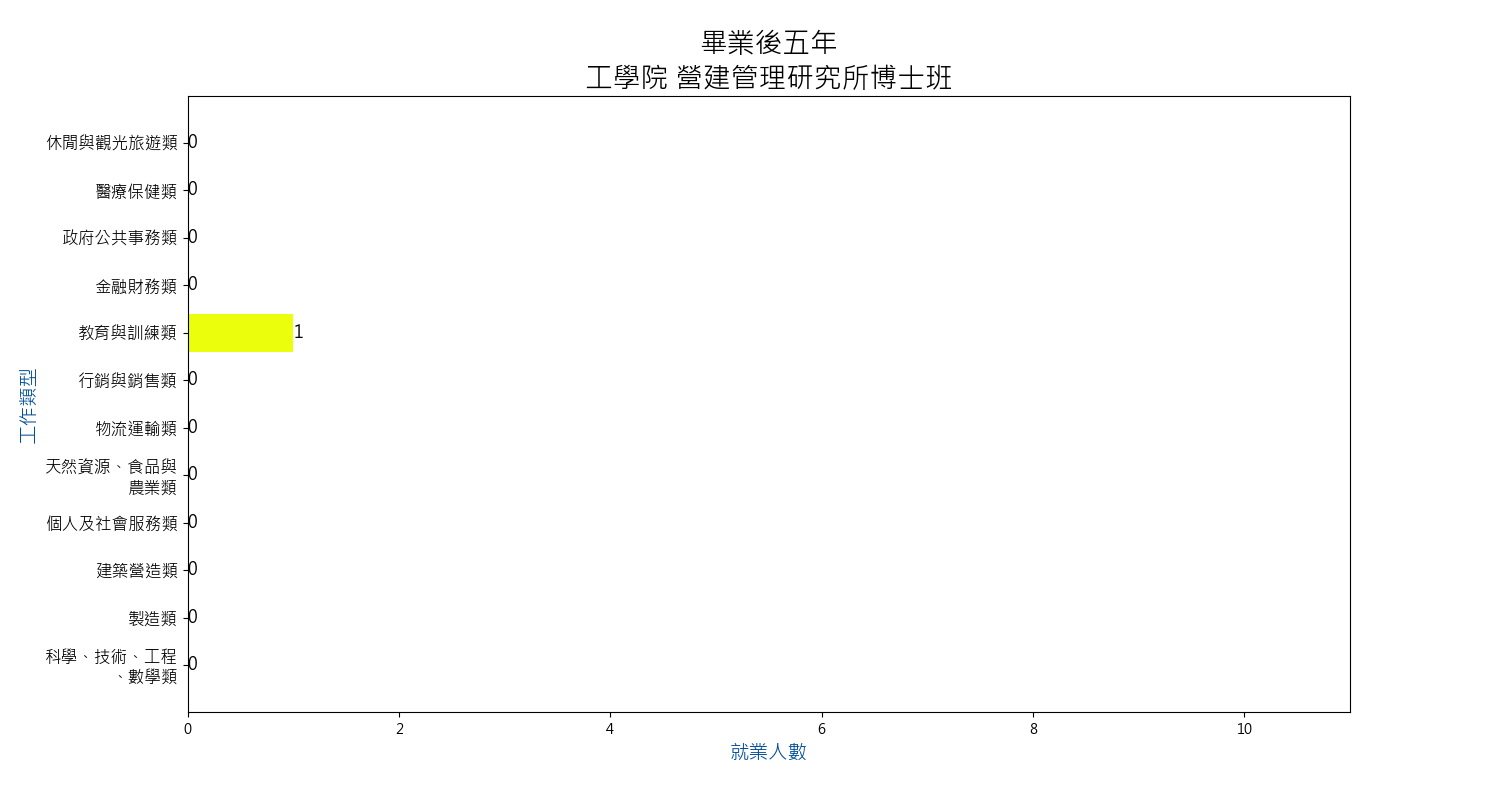 畢業後五年
工學院 營建管理研究所博士班
休閒與觀光旅遊類 0
醫療保健類 0
政府公共事務類 0
金融財務類 0
教育與訓練類 1
行銷與銷售類 0
物流運輸類 0
天然資源、食品與
農業類 0
個人及社會服務類 0
建築營造類 0
製造類 0
科學、技術、工程
、數學類 0
工作類型
0 2 4 6 8 10
就業人數